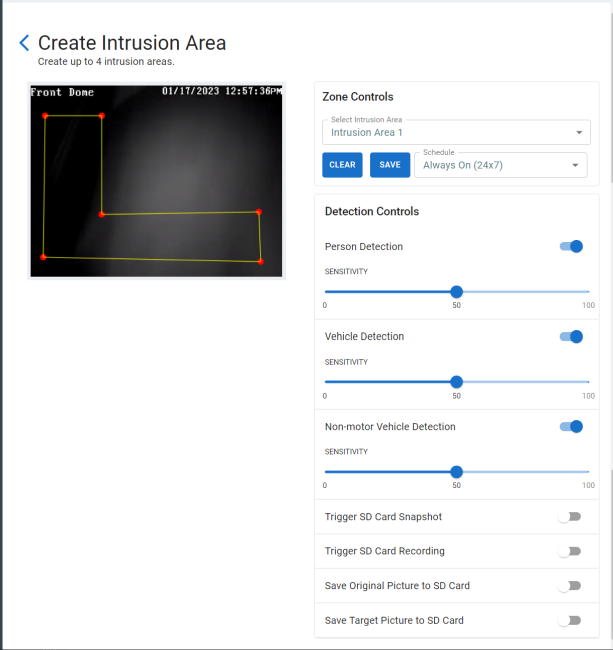 Create Intrusion Area
Create up to 4 intrusion areas.
Front Dome 01/17/2023 12:57:36PM
Zone Controls
Select Intrusion Area
Intrusion Area 1
CLEAR
SAVE
Schedule
Always On (24x7)
Detection Controls
Person Detection
SENSITIVITY
0 50 100
Vehicle Detection
SENSITIVITY
0 50 100
Non-motor Vehicle Detection
SENSITIVITY
0 50 100
Trigger SD Card Snapshot
Trigger SD Card Recording
Save Original Picture to SD Card
Save Target Picture to SD Card